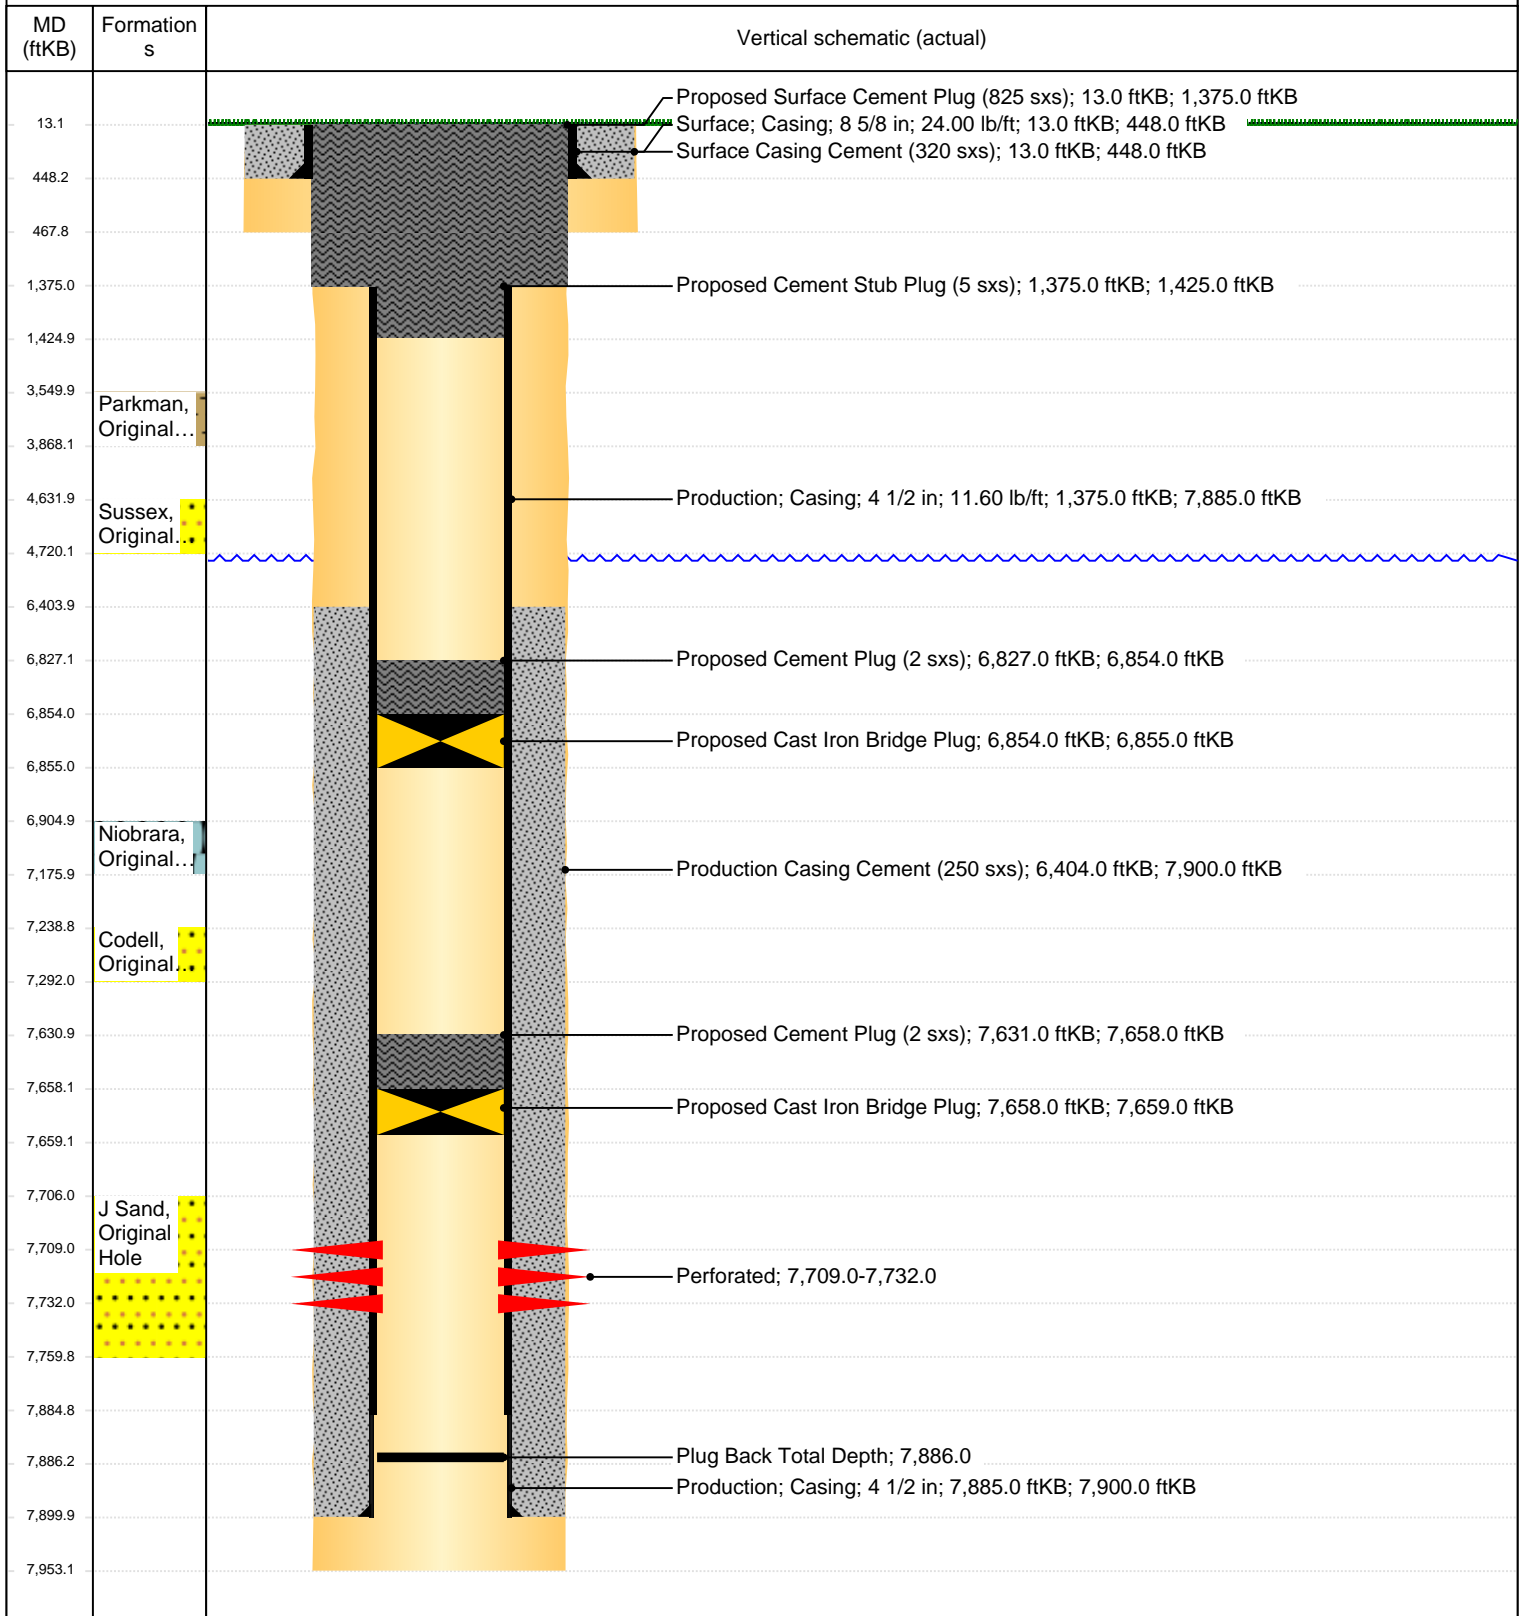 MD
(ftKB)
Formation
s
Vertical schematic (actual)
13.1
448.2
467.8
1,375.0
1,424.9
3,549.9
3,868.1
4,631.9
4,720.1
6,403.9
6,827.1
6,854.0
6,855.0
6,904.9
7,175.9
7,238.8
7,292.0
7,630.9
7,658.1
7,659.1
7,706.0
7,709.0
7,732.0
7,759.8
7,884.8
7,886.2
7,899.9
7,953.1
Parkman,
Original...
Sussex,
Original...
Niobrara,
Original...
Codell,
Original...
J Sand,
Original
Hole
Proposed Surface Cement Plug (825 sxs); 13.0 ftKB; 1,375.0 ftKB
Surface; Casing; 8 5/8 in; 24.00 lb/ft; 13.0 ftKB; 448.0 ftKB
Surface Casing Cement (320 sxs); 13.0 ftKB; 448.0 ftKB
Proposed Cement Stub Plug (5 sxs); 1,375.0 ftKB; 1,425.0 ftKB
Production; Casing; 4 1/2 in; 11.60 lb/ft; 1,375.0 ftKB; 7,885.0 ftKB
Proposed Cement Plug (2 sxs); 6,827.0 ftKB; 6,854.0 ftKB
Proposed Cast Iron Bridge Plug; 6,854.0 ftKB; 6,855.0 ftKB
Production Casing Cement (250 sxs); 6,404.0 ftKB; 7,900.0 ftKB
Proposed Cement Plug (2 sxs); 7,631.0 ftKB; 7,658.0 ftKB
Proposed Cast Iron Bridge Plug; 7,658.0 ftKB; 7,659.0 ftKB
Perforated; 7,709.0-7,732.0
Plug Back Total Depth; 7,886.0
Production; Casing; 4 1/2 in; 7,885.0 ftKB; 7,900.0 ftKB